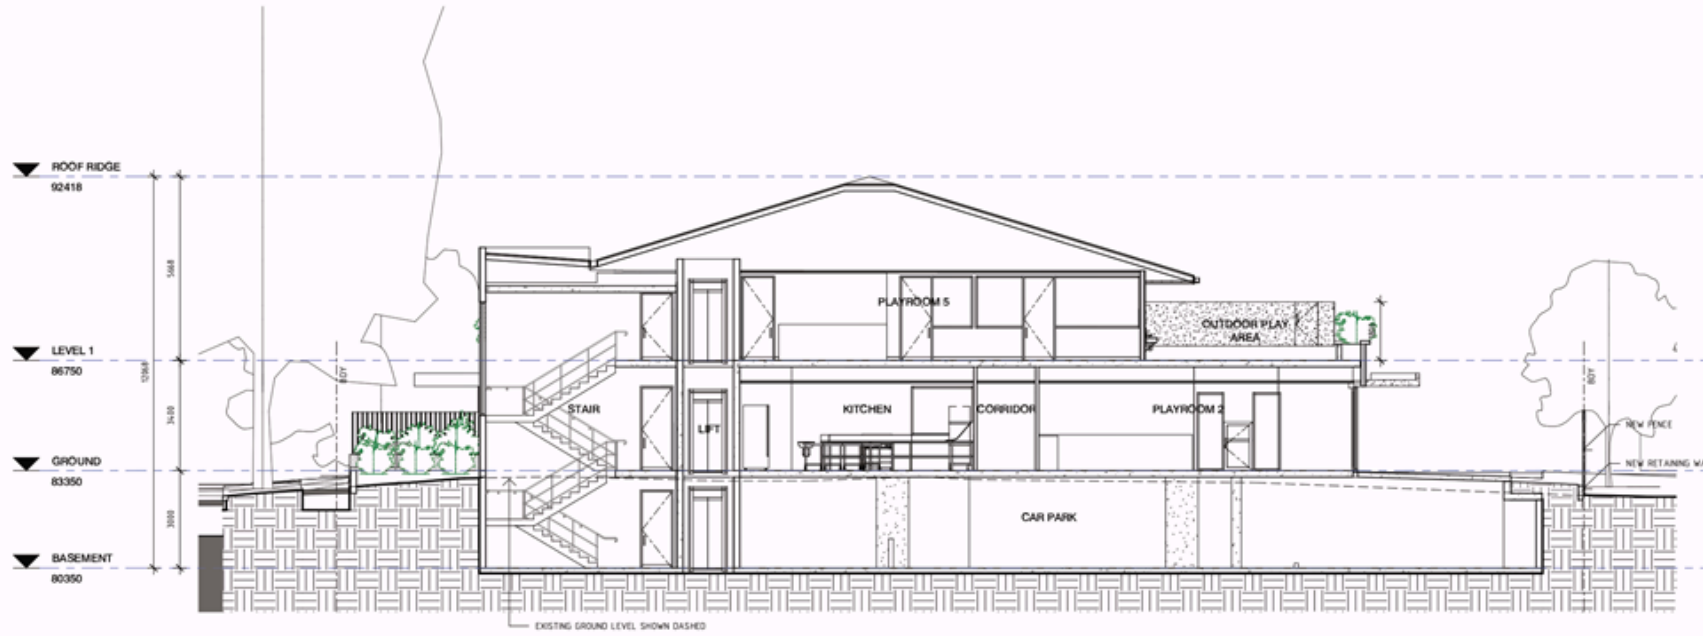 ROOF RIDGE
92418
5668
PLAYROOM 5
OUTDOOR PLAY
AREA
LEVEL 1
86750
12068
BDY
BDY
3400
STAIR
LIFT
KITCHEN
CORRIDOR
PLAYROOM 2
NEW FENCE
GROUND
83350
NEW RETAINING WA
3000
CAR PARK
BASEMENT
80350
EXISTING GROUND LEVEL SHOWN DASHED